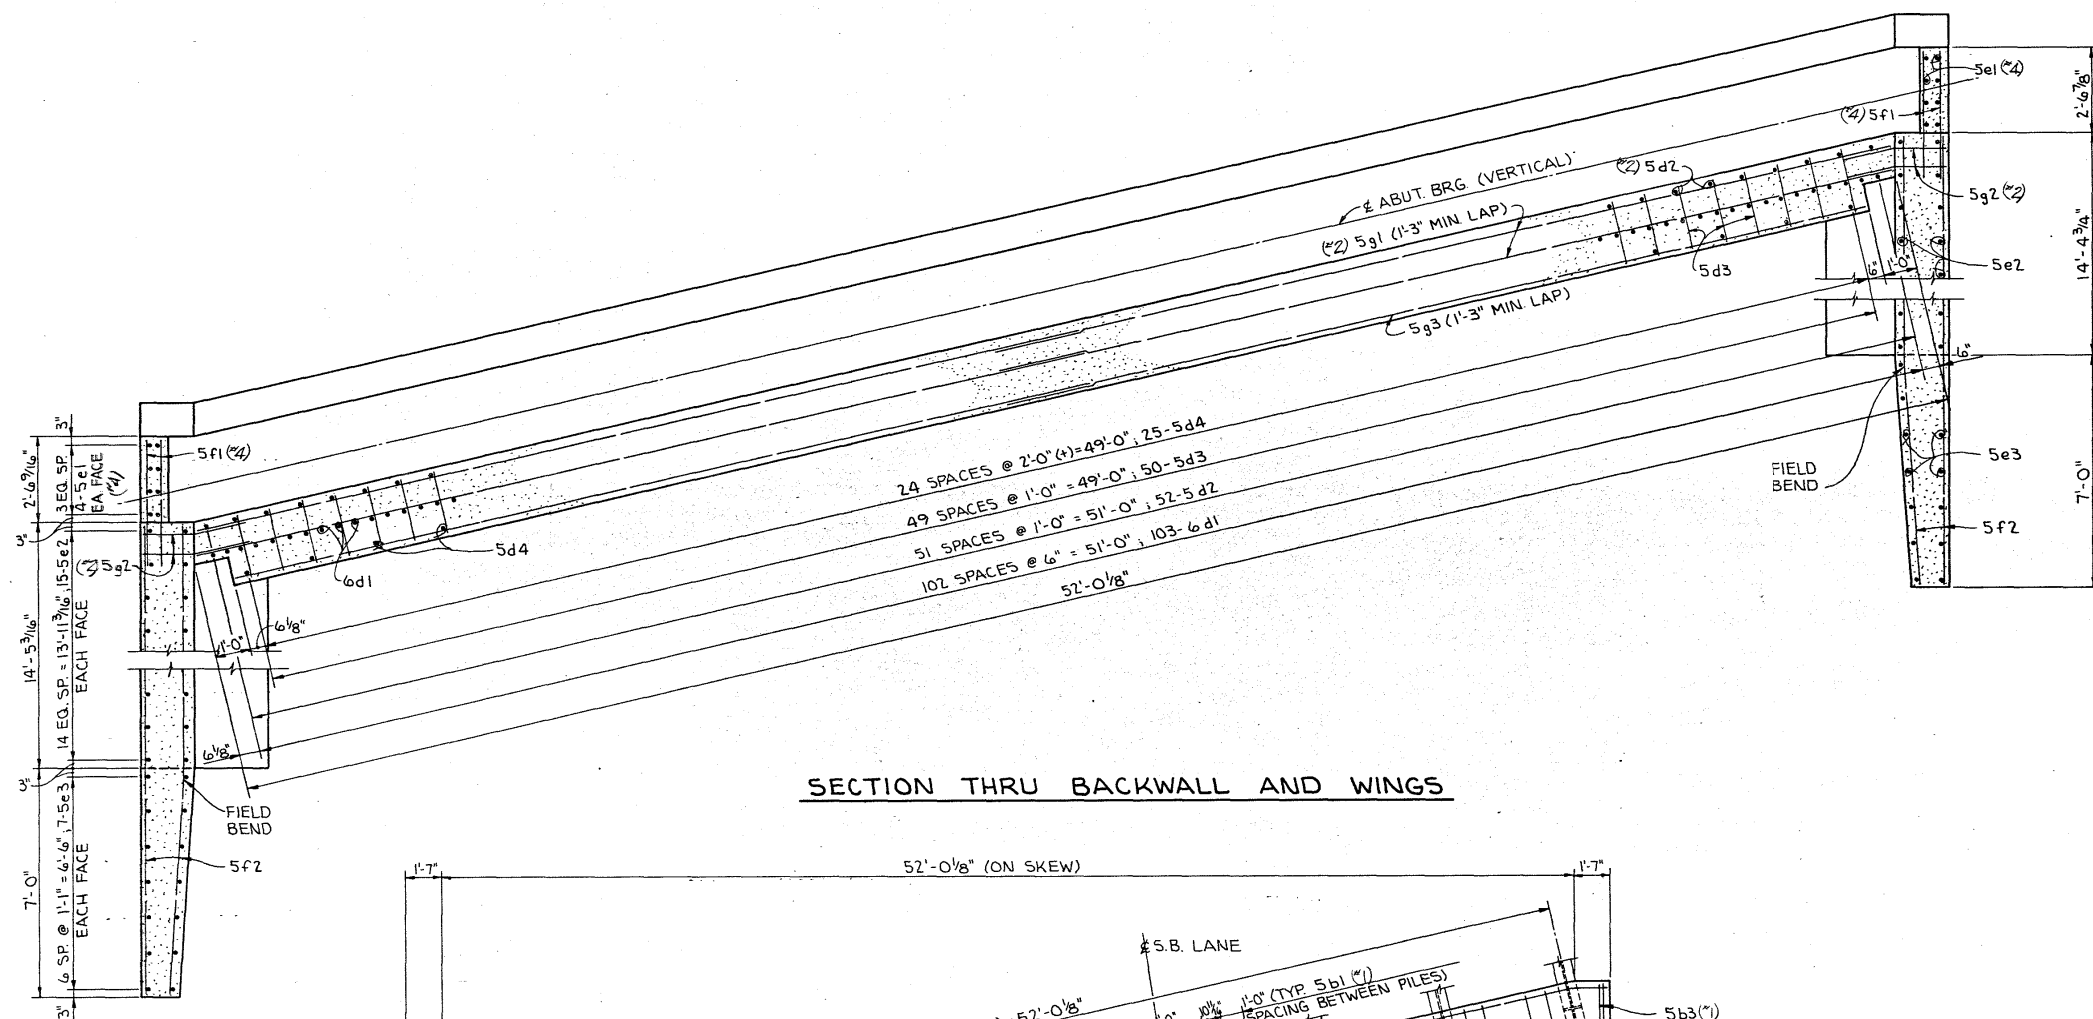 5e1 (#4)
(#4) 5f1
2'-6 7/8"
₵ ABUT. BRG. (VERTICAL)
(#2) 5d2
(#2) 5g1 (1'-3" MIN. LAP)
5g2 (#2)
14'-4 3/4"
5d3
6"
1'-0"
5e2
5g3 (1'-3" MIN. LAP)
6"
3"
2'-6 9/16"
3 EQ. SP.
4-5e1
EA FACE
(#4)
5f1 (#4)
24 SPACES @ 2'-0" (+) = 49'-0" ; 25-5d4
49 SPACES @ 1'-0" = 49'-0" ; 50-5d3
51 SPACES @ 1'-0" = 51'-0" ; 52-5d2
102 SPACES @ 6" = 51'-0" ; 103-6d1
52'-0 1/8"
FIELD
BEND
5e3
7'-0"
5f2
3"
(#2) 5g2
6d1
5d4
14'-5 3/16"
14 EQ. SP. = 13'-11 3/16", 15-5e2
EACH FACE
1'-0"
6 1/8"
6 1/8"
3"
FIELD
BEND
SECTION THRU BACKWALL AND WINGS
7'-0"
6 SP. @ 1'-1" = 6'-6" ; 7-5e3
EACH FACE
5f2
3"
1'-7"
52'-0 1/8" (ON SKEW)
1'-7"
₵ S.B. LANE
52'-0 1/8"
1'-0" (TYP. 5b1 (#1)
SPACING BETWEEN PILES)
5b3 (#1)